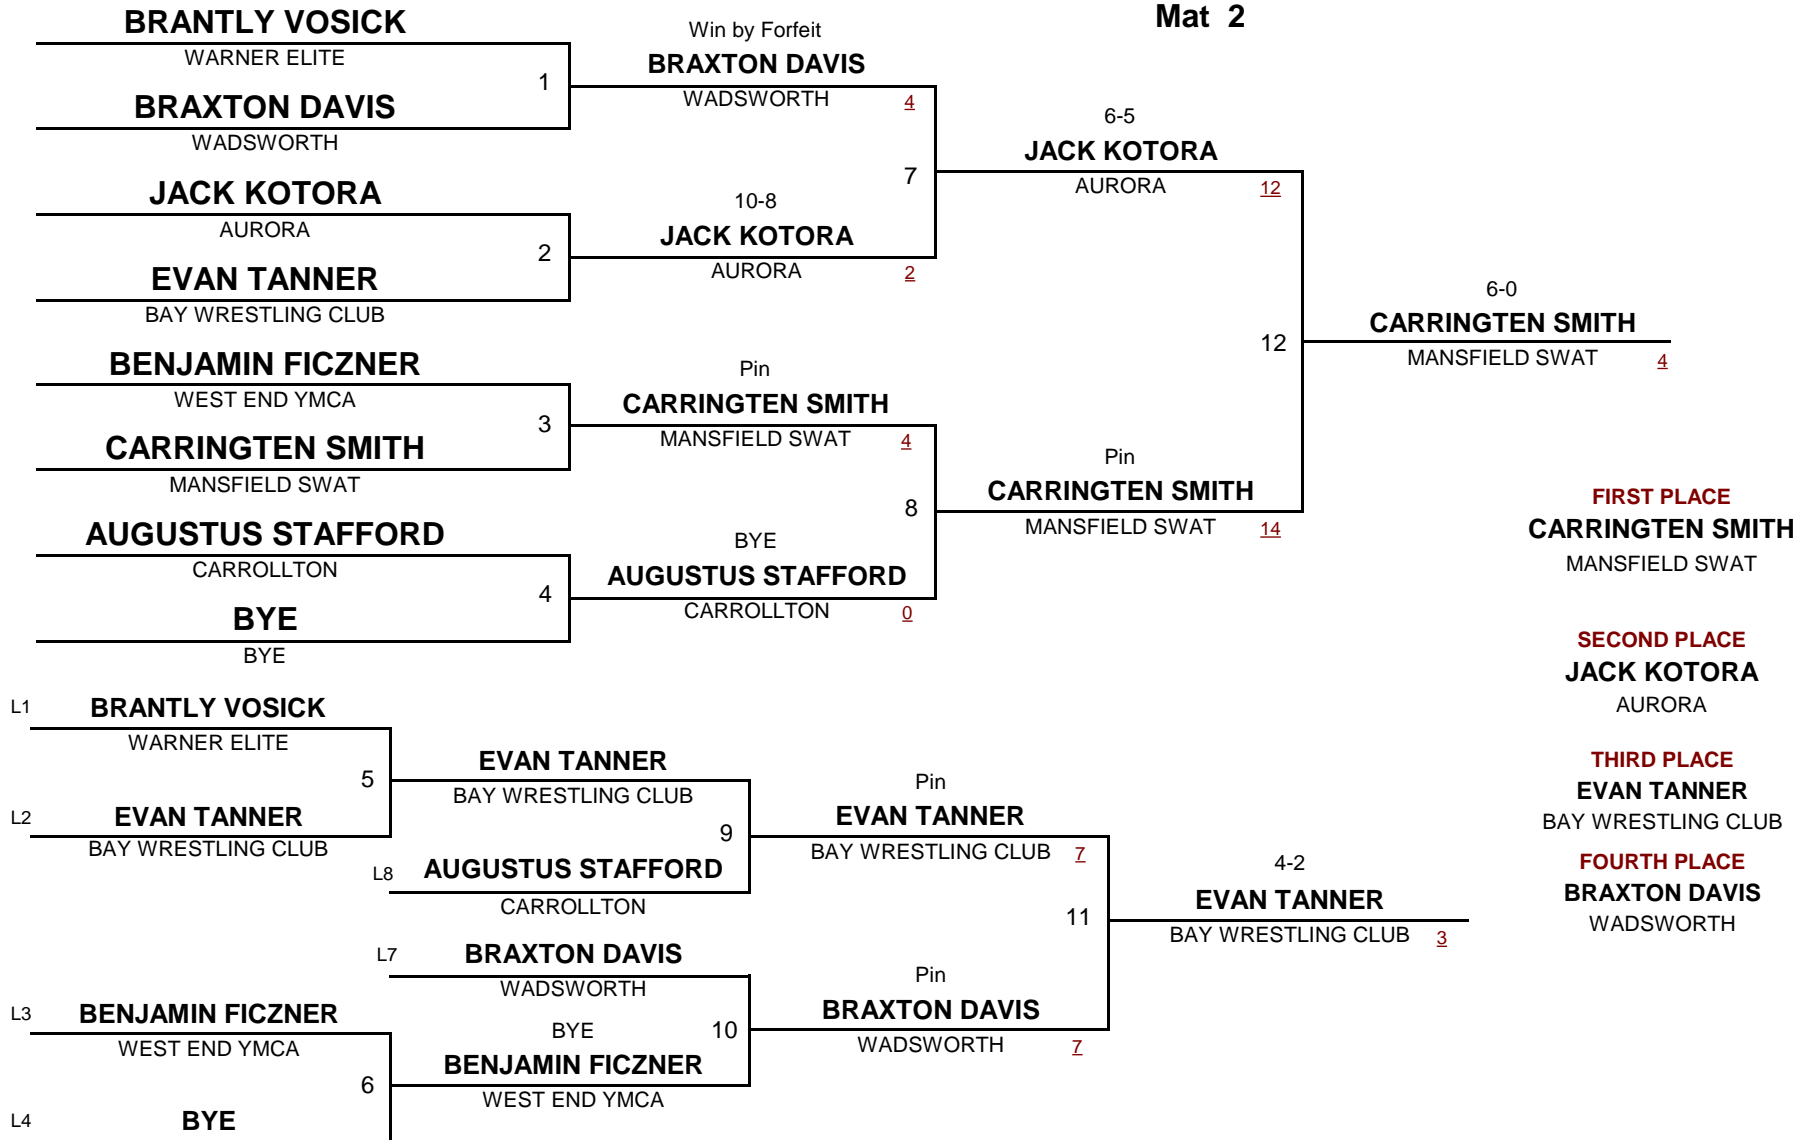 Mat 2
BRANTLY VOSICK
WARNER ELITE
1
BRAXTON DAVIS
WADSWORTH
Win by Forfeit
BRAXTON DAVIS
WADSWORTH 4
JACK KOTORA
AURORA
2
EVAN TANNER
BAY WRESTLING CLUB
10-8
JACK KOTORA
AURORA 2
7
6-5
JACK KOTORA
AURORA 12
BENJAMIN FICZNER
WEST END YMCA
3
CARRINGTEN SMITH
MANSFIELD SWAT
Pin
CARRINGTEN SMITH
MANSFIELD SWAT 4
AUGUSTUS STAFFORD
CARROLLTON
4
BYE
BYE
BYE
AUGUSTUS STAFFORD
CARROLLTON 0
8
Pin
CARRINGTEN SMITH
MANSFIELD SWAT 14
12
6-0
CARRINGTEN SMITH
MANSFIELD SWAT 4
FIRST PLACE
CARRINGTEN SMITH
MANSFIELD SWAT
SECOND PLACE
JACK KOTORA
AURORA
THIRD PLACE
EVAN TANNER
BAY WRESTLING CLUB
FOURTH PLACE
BRAXTON DAVIS
WADSWORTH
L1 BRANTLY VOSICK
WARNER ELITE
5
L2 EVAN TANNER
BAY WRESTLING CLUB
EVAN TANNER
BAY WRESTLING CLUB
9
L8 AUGUSTUS STAFFORD
CARROLLTON
Pin
EVAN TANNER
BAY WRESTLING CLUB 7
L7 BRAXTON DAVIS
WADSWORTH
L3 BENJAMIN FICZNER
WEST END YMCA
6
L4 BYE
BYE
BENJAMIN FICZNER
WEST END YMCA
10
Pin
BRAXTON DAVIS
WADSWORTH 7
11
4-2
EVAN TANNER
BAY WRESTLING CLUB 3